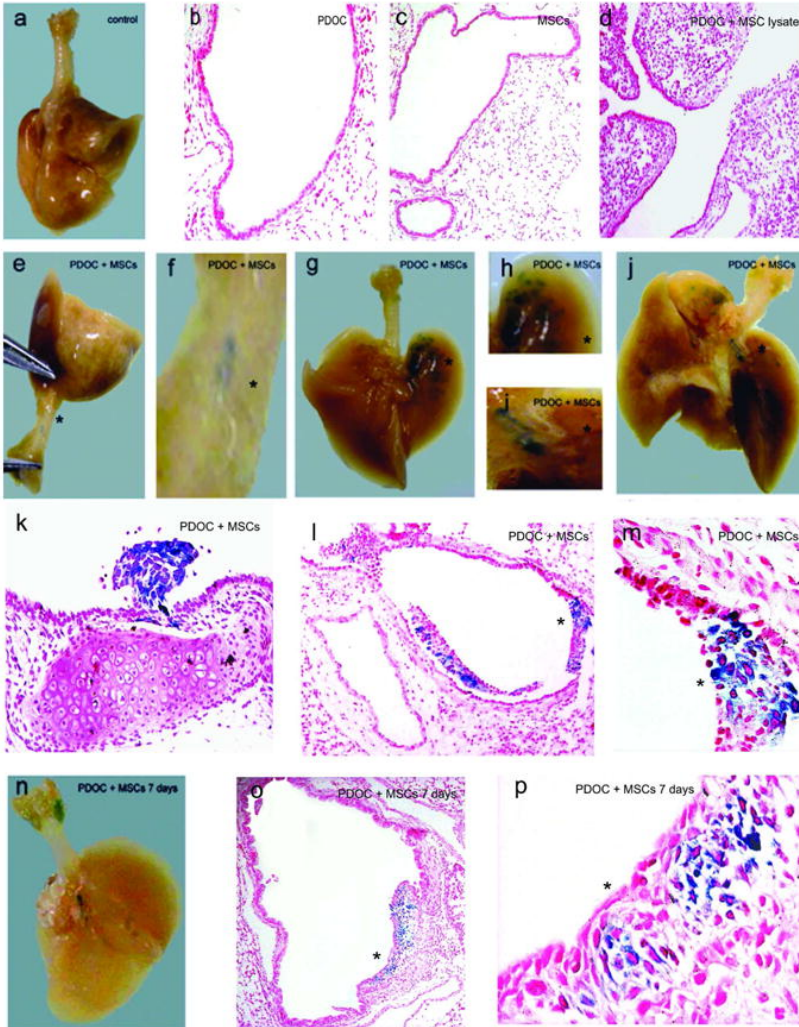 a control
b PDOC
c MSCs
d PDOC + MSC lysate
e PDOC + MSCs
f PDOC + MSCs
g PDOC + MSCs
h PDOC + MSCs
i PDOC + MSCs
j PDOC + MSCs
k PDOC + MSCs
l PDOC + MSCs
m PDOC + MSCs
n PDOC + MSCs 7 days
o PDOC + MSCs 7 days
p PDOC + MSCs 7 days